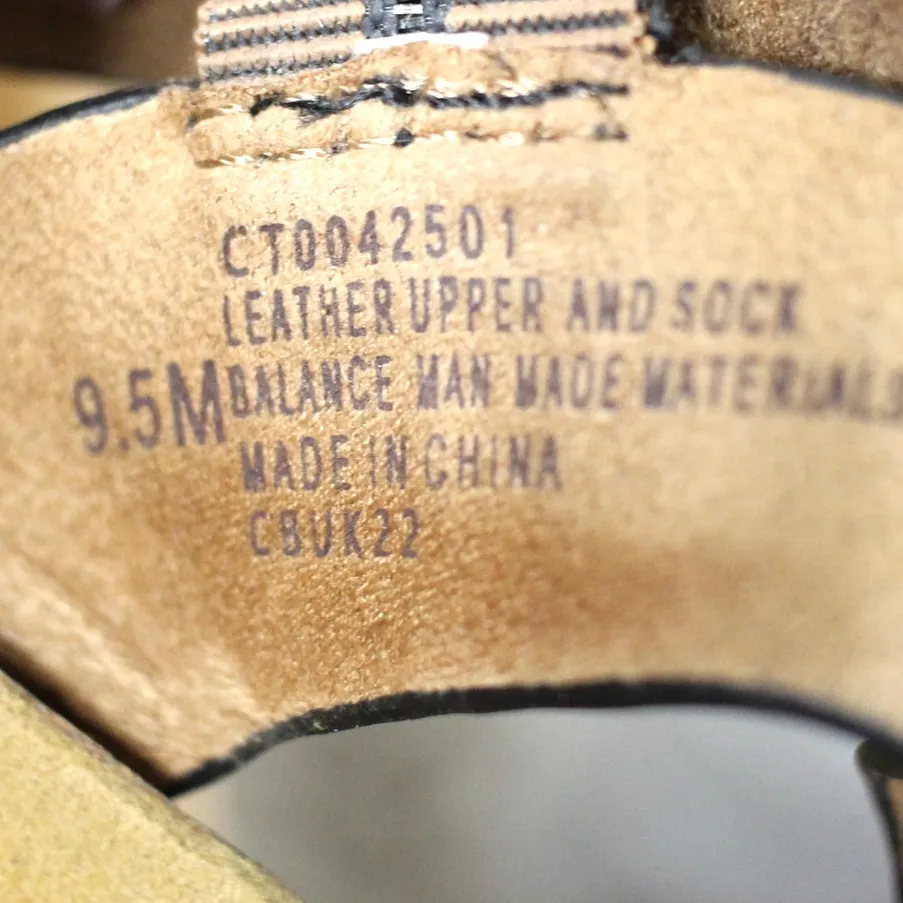 CT0042501
LEATHER UPPER AND SOCK
9.5M BALANCE MAN MADE MATERIALS
MADE IN CHINA
CBUK22